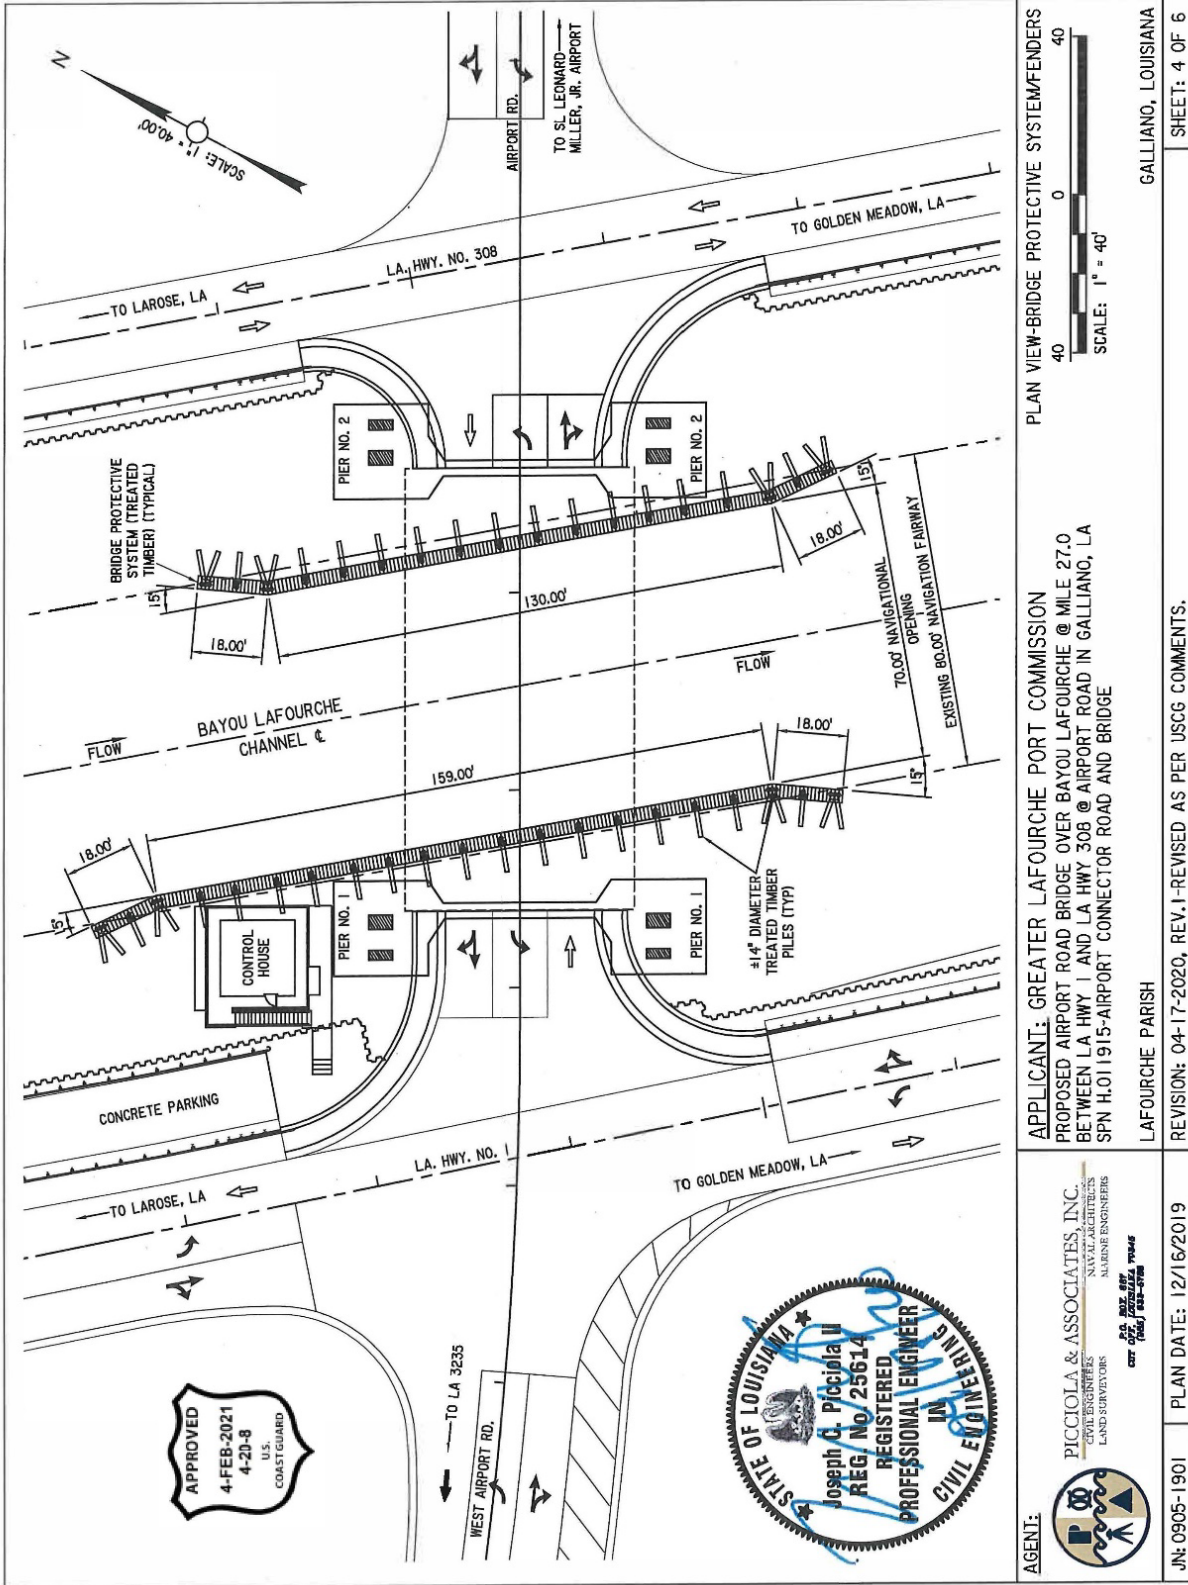 N
SCALE: 1" = 40.00'
TO LAROSE, LA
LA. HWY. NO. 308
AIRPORT RD.
TO SL LEONARD
MILLER, JR. AIRPORT
TO GOLDEN MEADOW, LA
BRIDGE PROTECTIVE
SYSTEM (TREATED
TIMBER) (TYPICAL)
PIER NO. 2
PIER NO. 2
15°
18.00'
130.00'
18.00'
15°
FLOW
BAYOU LAFOURCHE
CHANNEL ℄
FLOW
70.00' NAVIGATIONAL
OPENING
EXISTING 80.00' NAVIGATION FAIRWAY
18.00'
15°
159.00'
18.00'
15°
CONTROL
HOUSE
PIER NO. 1
PIER NO. 1
±14" DIAMETER
TREATED TIMBER
PILES (TYP)
CONCRETE PARKING
TO LAROSE, LA
LA. HWY. NO. 1
TO GOLDEN MEADOW, LA
TO LA 3235
WEST AIRPORT RD.
APPROVED
4-FEB-2021
4-20-8
U.S.
COAST GUARD
STATE OF LOUISIANA
Joseph C. Picciola II
REG. No. 25614
REGISTERED
PROFESSIONAL ENGINEER
IN
CIVIL ENGINEERING
AGENT:
PICCIOLA & ASSOCIATES, INC.
CIVIL ENGINEERS NAVAL ARCHITECTS
LAND SURVEYORS MARINE ENGINEERS
P.O. BOX 687
CUT OFF, LOUISIANA 70345
APPLICANT: GREATER LAFOURCHE PORT COMMISSION
PROPOSED AIRPORT ROAD BRIDGE OVER BAYOU LAFOURCHE @ MILE 27.0
BETWEEN LA HWY 1 AND LA HWY 308 @ AIRPORT ROAD IN GALLIANO, LA
SPN H.011915-AIRPORT CONNECTOR ROAD AND BRIDGE
LAFOURCHE PARISH
PLAN VIEW-BRIDGE PROTECTIVE SYSTEM/FENDERS
40 0 40
SCALE: 1" = 40'
GALLIANO, LOUISIANA
JN: 0905-1901
PLAN DATE: 12/16/2019
REVISION: 04-17-2020, REV.1-REVISED AS PER USCG COMMENTS.
SHEET: 4 OF 6